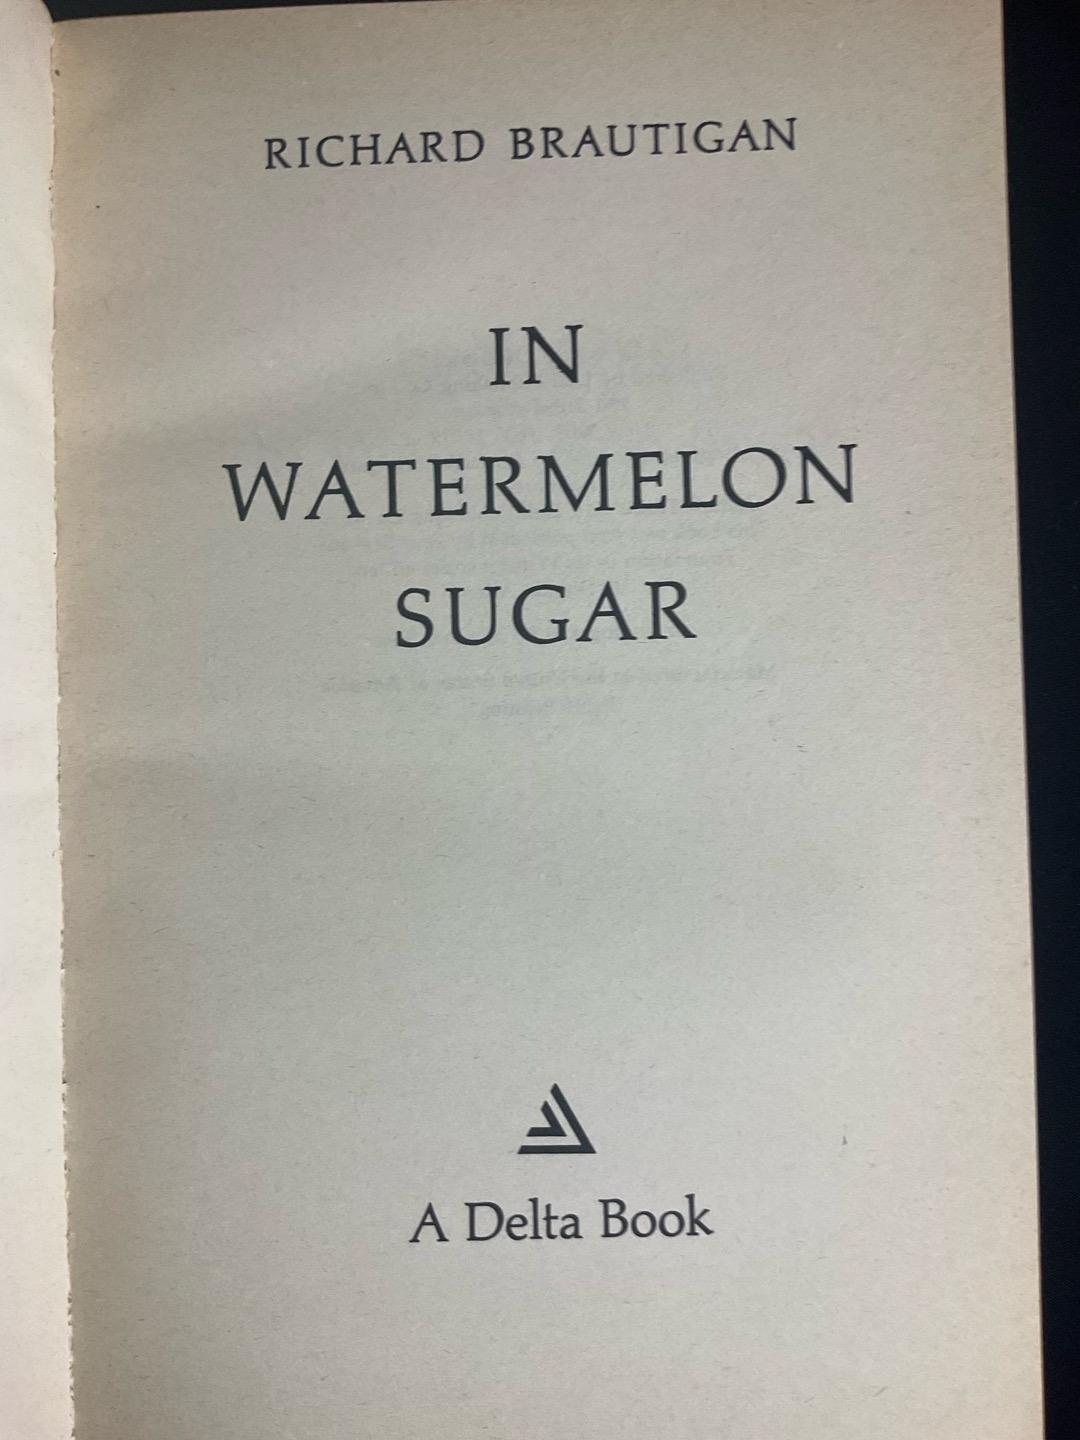 RICHARD BRAUTIGAN
IN
WATERMELON
SUGAR
A Delta Book